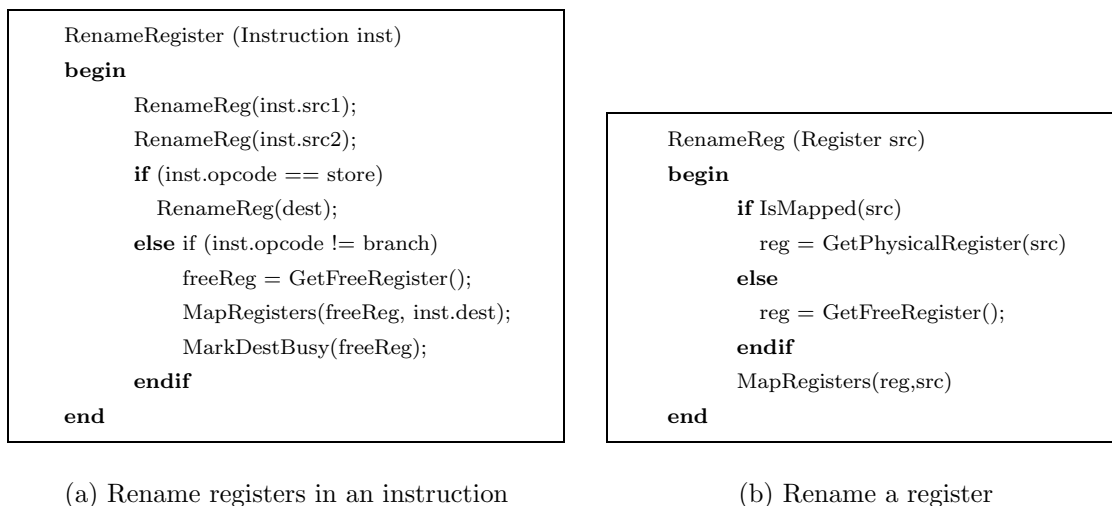 RenameRegister (Instruction inst)
begin
RenameReg(inst.src1);
RenameReg(inst.src2);
if (inst.opcode == store)
RenameReg(dest);
else if (inst.opcode != branch)
freeReg = GetFreeRegister();
MapRegisters(freeReg, inst.dest);
MarkDestBusy(freeReg);
endif
end
(a) Rename registers in an instruction
RenameReg (Register src)
begin
if IsMapped(src)
reg = GetPhysicalRegister(src)
else
reg = GetFreeRegister();
endif
MapRegisters(reg,src)
end
(b) Rename a register